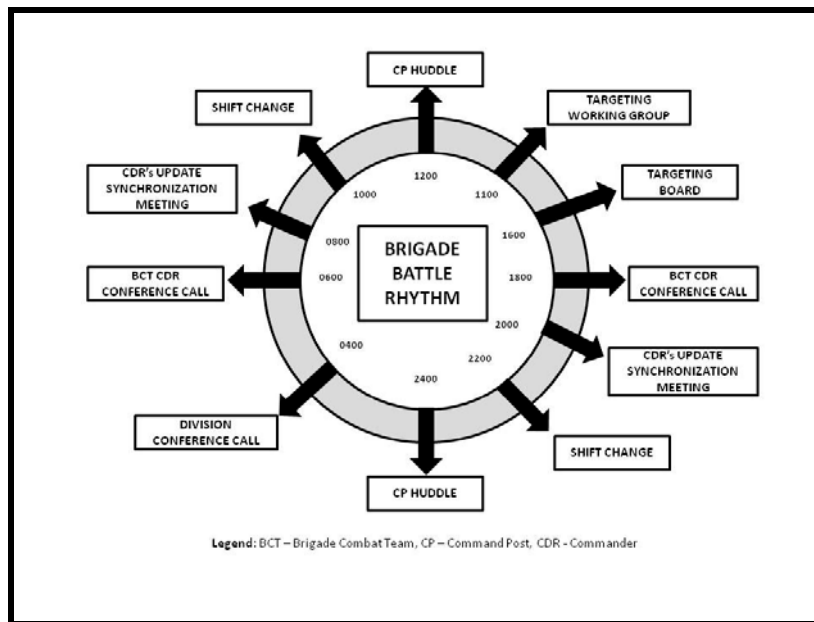 CP HUDDLE
SHIFT CHANGE
TARGETING
WORKING GROUP
CDR's UPDATE
SYNCHRONIZATION
MEETING
TARGETING
BOARD
1200
1000
1100
0800
1600
BRIGADE
BATTLE
RHYTHM
BCT CDR
CONFERENCE CALL
0600
1800
BCT CDR
CONFERENCE CALL
2000
0400
2200
2400
CDR's UPDATE
SYNCHRONIZATION
MEETING
DIVISION
CONFERENCE CALL
SHIFT CHANGE
CP HUDDLE
Legend: BCT – Brigade Combat Team, CP – Command Post, CDR - Commander